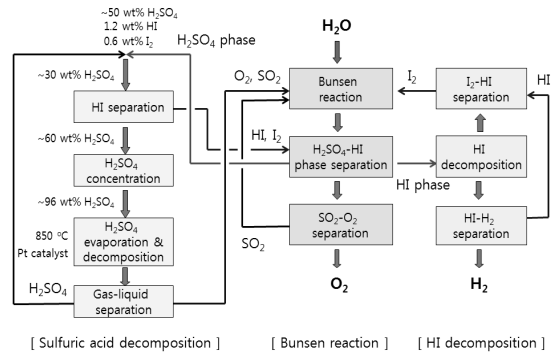 ~50 wt% H₂SO₄
1.2 wt% HI
0.6 wt% I₂
H₂SO₄ phase
~30 wt% H₂SO₄
HI separation
~60 wt% H₂SO₄
H₂SO₄
concentration
~96 wt% H₂SO₄
850 ℃
Pt catalyst
H₂SO₄
evaporation &
decomposition
H₂SO₄
Gas-liquid
separation
[ Sulfuric acid decomposition ]
H₂O
O₂, SO₂
Bunsen
reaction
HI, I₂
H₂SO₄-HI
phase separation
SO₂-O₂
separation
SO₂
O₂
[ Bunsen reaction ]
I₂
I₂-HI
separation
HI
HI
decomposition
HI phase
HI-H₂
separation
H₂
[ HI decomposition ]